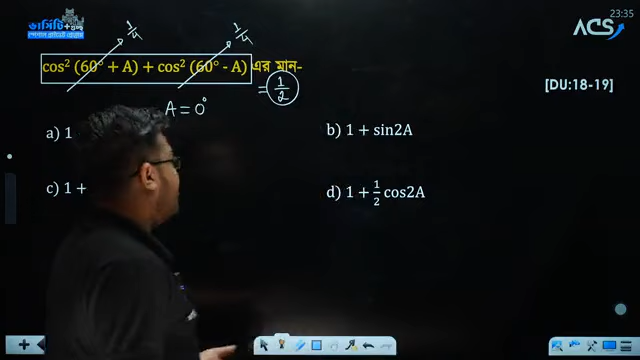 ভার্সিটি
স্পেশাল প্রাইভেট প্রোগ্রাম
23:35
ACS
1/4 1/4
cos² (60° + A) + cos² (60° - A) এর মান-
= 1/2
[DU:18-19]
A = 0°
a) 1
b) 1 + sin2A
c) 1 +
d) 1 + 1/2 cos2A